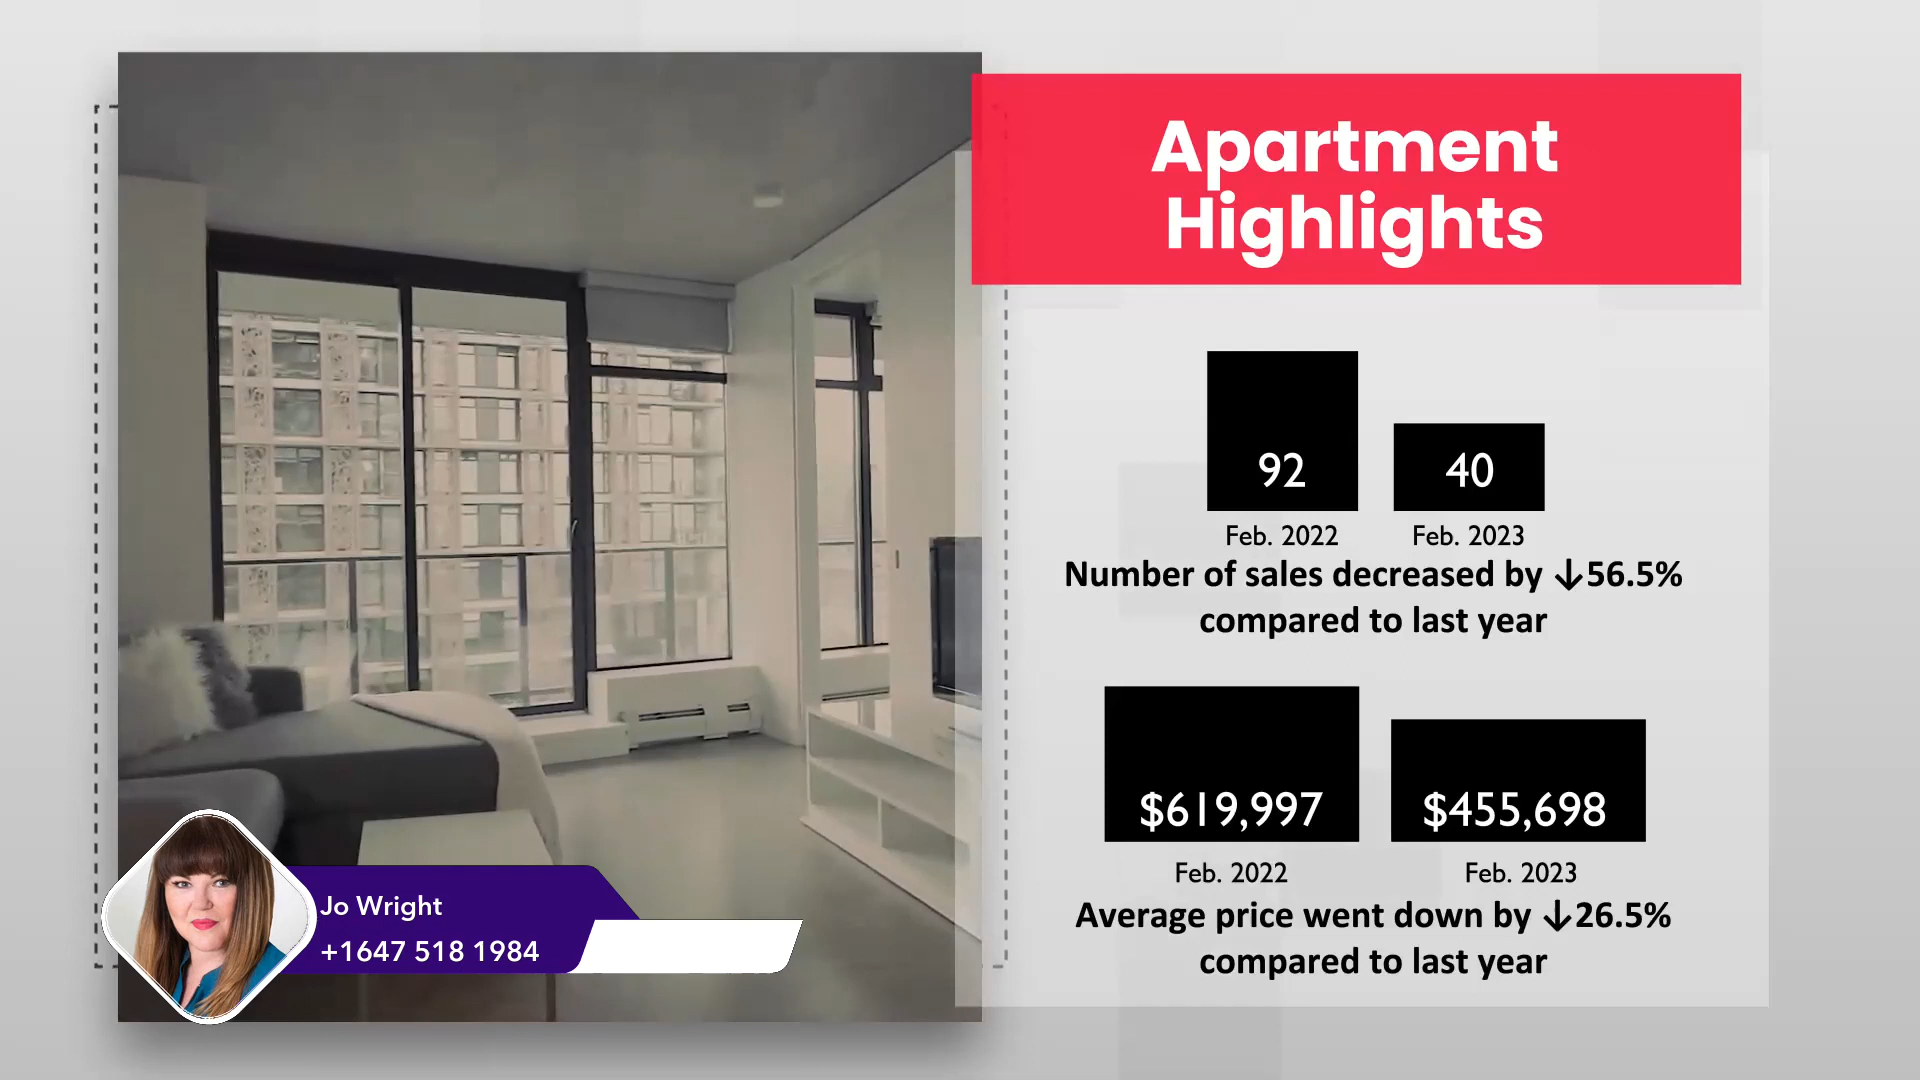 Apartment
Highlights
92
40
Feb. 2022
Feb. 2023
Number of sales decreased by ↓56.5%
compared to last year
$619,997
$455,698
Feb. 2022
Feb. 2023
Average price went down by ↓26.5%
compared to last year
Jo Wright
+1647 518 1984